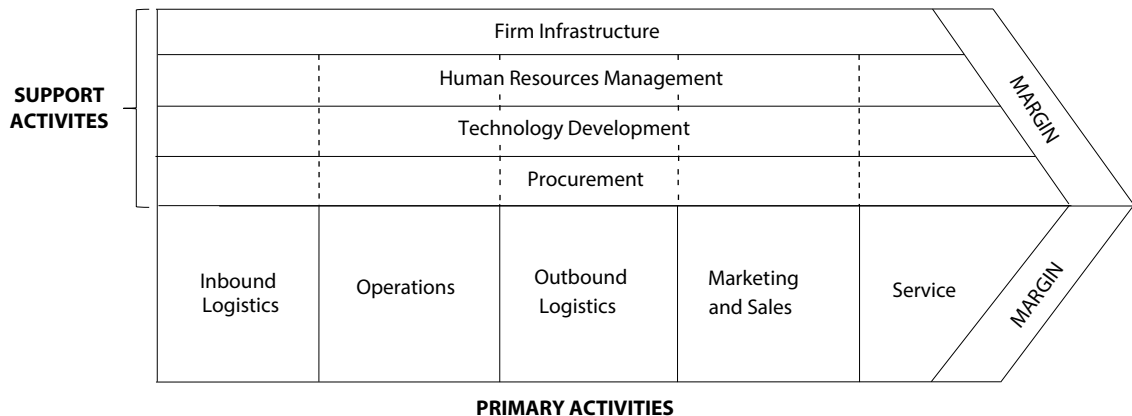 Firm Infrastructure
Human Resources Management
SUPPORT
ACTIVITES
Technology Development
Procurement
MARGIN
Inbound
Logistics
Operations
Outbound
Logistics
Marketing
and Sales
Service
MARGIN
PRIMARY ACTIVITIES